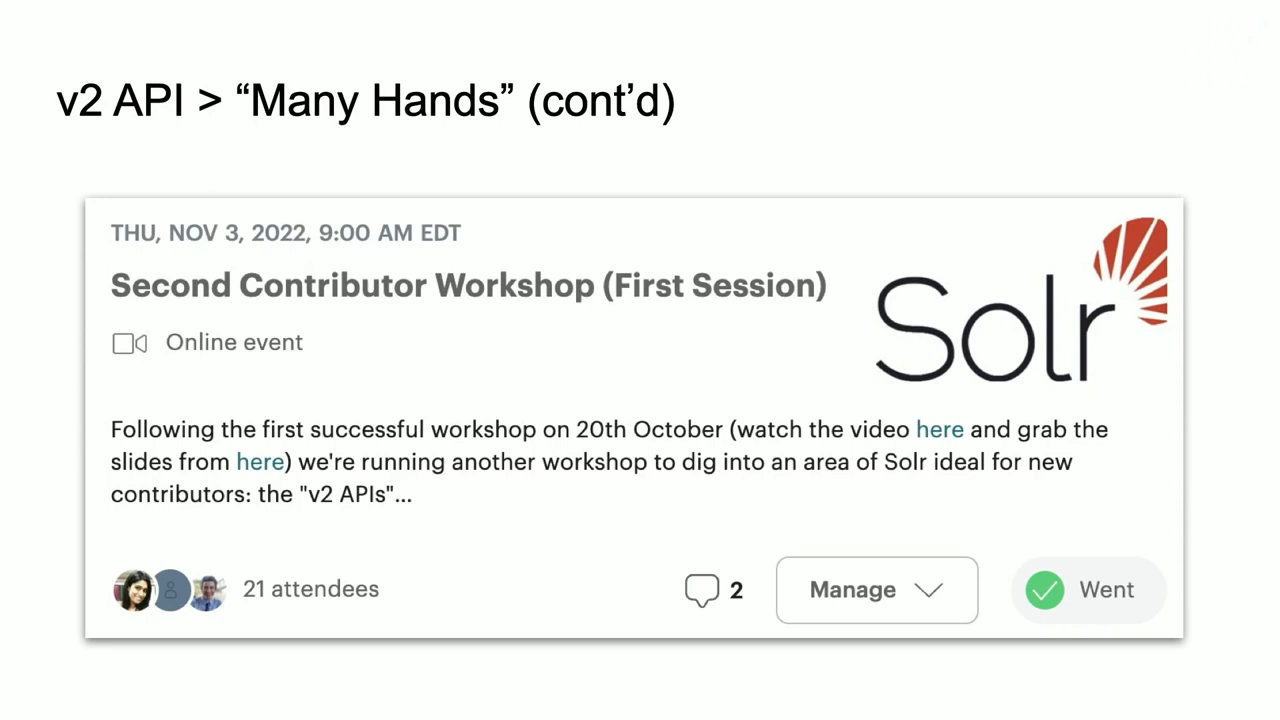 v2 API > “Many Hands” (cont’d)
THU, NOV 3, 2022, 9:00 AM EDT
Second Contributor Workshop (First Session)
Online event
Solr
Following the first successful workshop on 20th October (watch the video here and grab the
slides from here) we're running another workshop to dig into an area of Solr ideal for new
contributors: the "v2 APIs"...
21 attendees
2
Manage
Went